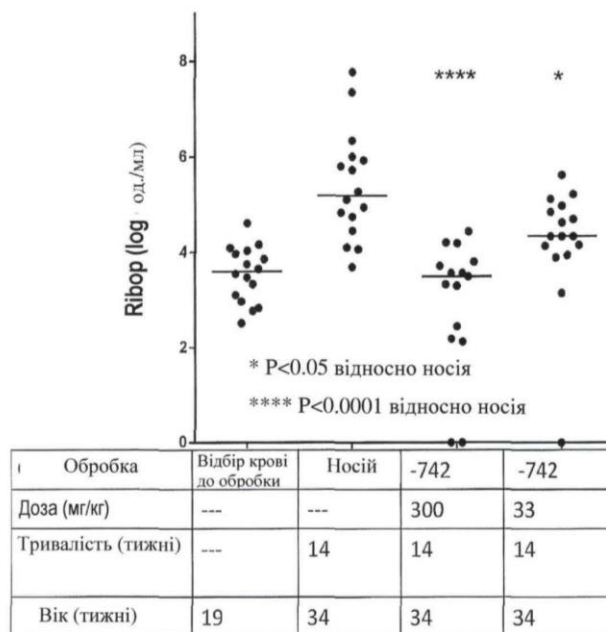 8
6
4
2
0
Ribop (log од./мл)
**** *
* P<0.05 відносно носія
**** P<0.0001 відносно носія
Обробка Відбір крові до обробки Носій -742 -742
Доза (мг/кг) --- --- 300 33
Тривалість (тижні) --- 14 14 14
Вік (тижні) 19 34 34 34